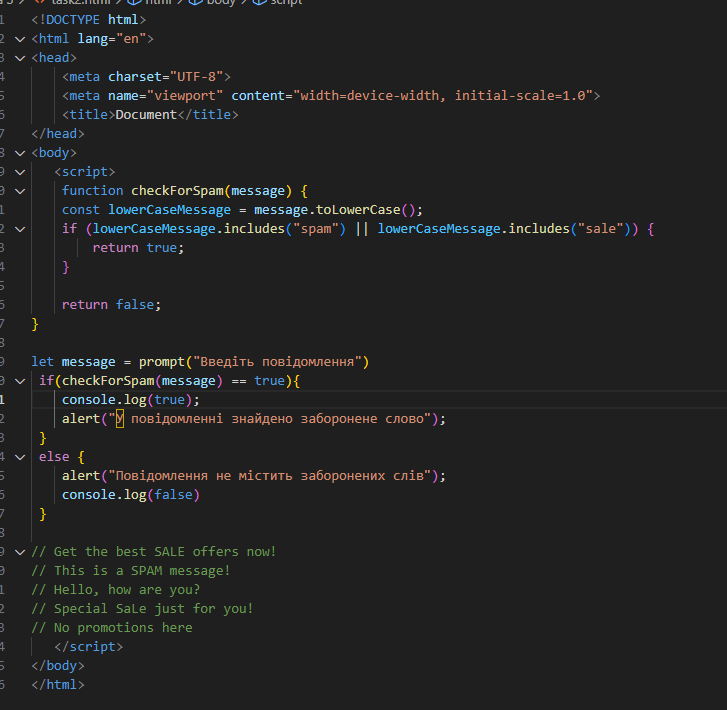 task2.html > html > body > script
1 <!DOCTYPE html>
2 <html lang="en">
3 <head>
4 <meta charset="UTF-8">
5 <meta name="viewport" content="width=device-width, initial-scale=1.0">
6 <title>Document</title>
7 </head>
8 <body>
9 <script>
0 function checkForSpam(message) {
1 const lowerCaseMessage = message.toLowerCase();
2 if (lowerCaseMessage.includes("spam") || lowerCaseMessage.includes("sale")) {
3 return true;
4 }
5
6 return false;
7 }
8
9 let message = prompt("Введіть повідомлення")
0 if(checkForSpam(message) == true){
1 console.log(true);
2 alert("У повідомленні знайдено заборонене слово");
3 }
4 else {
5 alert("Повідомлення не містить заборонених слів");
6 console.log(false)
7 }
8
9 // Get the best SALE offers now!
0 // This is a SPAM message!
1 // Hello, how are you?
2 // Special SaLe just for you!
3 // No promotions here
4 </script>
5 </body>
6 </html>